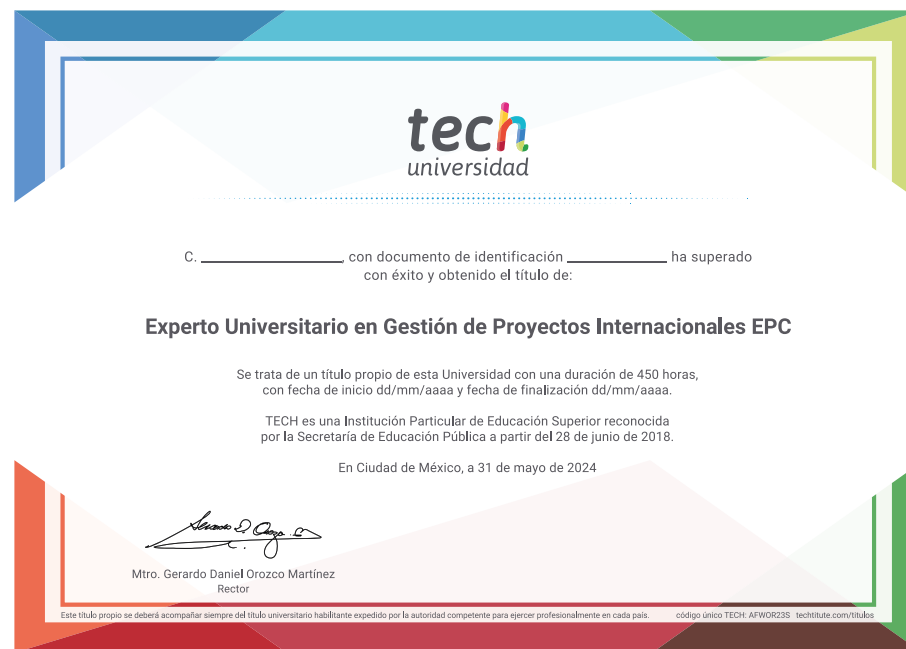 tech
universidad
C. ____________, con documento de identificación ____________ ha superado
con éxito y obtenido el título de:
Experto Universitario en Gestión de Proyectos Internacionales EPC
Se trata de un título propio de esta Universidad con una duración de 450 horas,
con fecha de inicio dd/mm/aaaa y fecha de finalización dd/mm/aaaa.
TECH es una Institución Particular de Educación Superior reconocida
por la Secretaría de Educación Pública a partir del 28 de junio de 2018.
En Ciudad de México, a 31 de mayo de 2024
Mtro. Gerardo Daniel Orozco Martínez
Rector
Este título propio se deberá acompañar siempre del título universitario habilitante expedido por la autoridad competente para ejercer profesionalmente en cada país. código único TECH: AFWOR23S techtitute.com/titulos